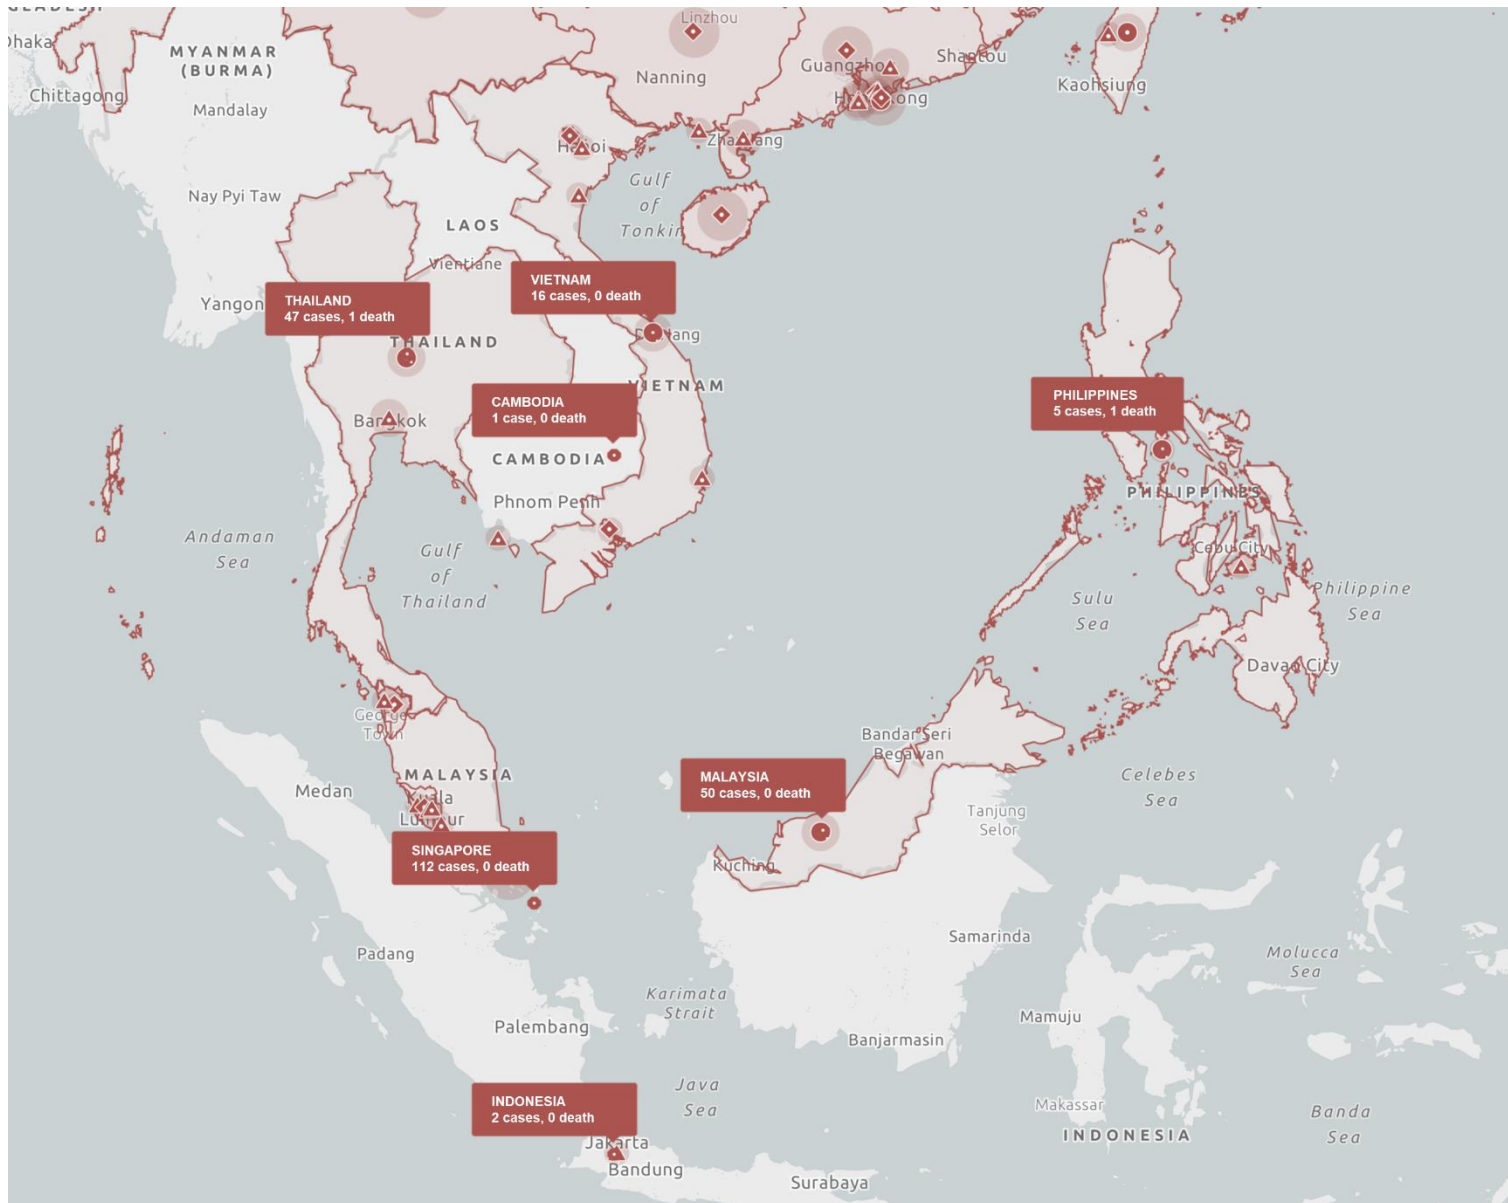 Linzhou
MYANMAR
(BURMA)
Shantou
Nanning
Kaohsiung
Chittagong
Mandalay
Nay Pyi Taw
Gulf
of
Tonkin
LAOS
Vientiane
VIETNAM
16 cases, 0 death
Yangon
THAILAND
47 cases, 1 death
THAILAND
VIETNAM
CAMBODIA
1 case, 0 death
PHILIPPINES
5 cases, 1 death
Bangkok
CAMBODIA
Phnom Penh
PHILIPPINES
Andaman
Sea
Gulf
of
Thailand
Cebu City
Sulu
Sea
Philippine
Sea
Davao City
George
Town
Bandar Seri
Begawan
MALAYSIA
50 cases, 0 death
MALAYSIA
Celebes
Sea
Medan
Kuala
Lumpur
Tanjung
Selor
SINGAPORE
112 cases, 0 death
Kuching
Samarinda
Padang
Molucca
Sea
Karimata
Strait
Palembang
Mamuju
Banjarmasin
Java
Sea
Makassar
Banda
Sea
INDONESIA
2 cases, 0 death
INDONESIA
Jakarta
Bandung
Surabaya